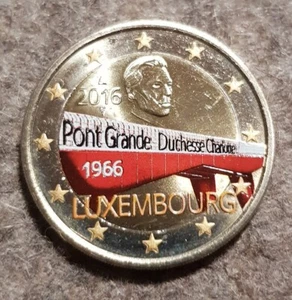 2016
Pont Grande Duchesse Charlotte
1966
LUXEMBOURG